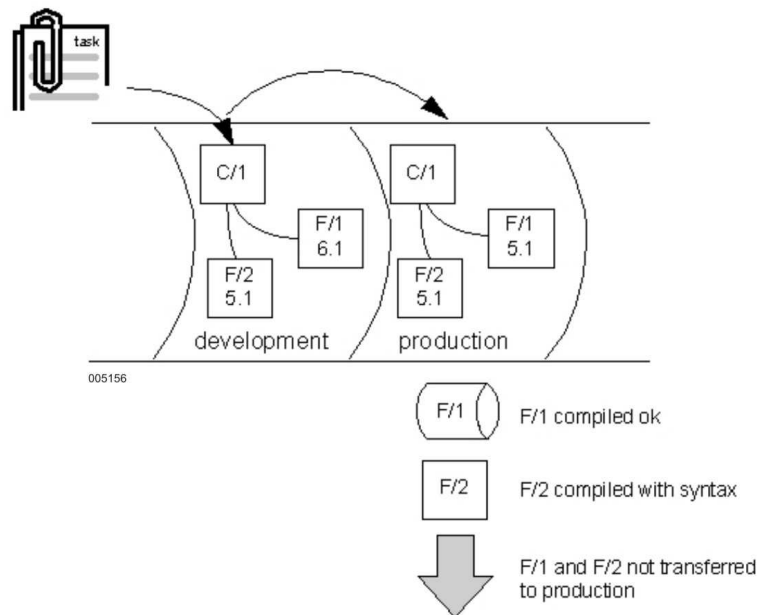 task
C/1
F/1
6.1
F/2
5.1
development
C/1
F/1
5.1
F/2
5.1
production
005156
F/1
F/1 compiled ok
F/2
F/2 compiled with syntax
F/1 and F/2 not transferred
to production